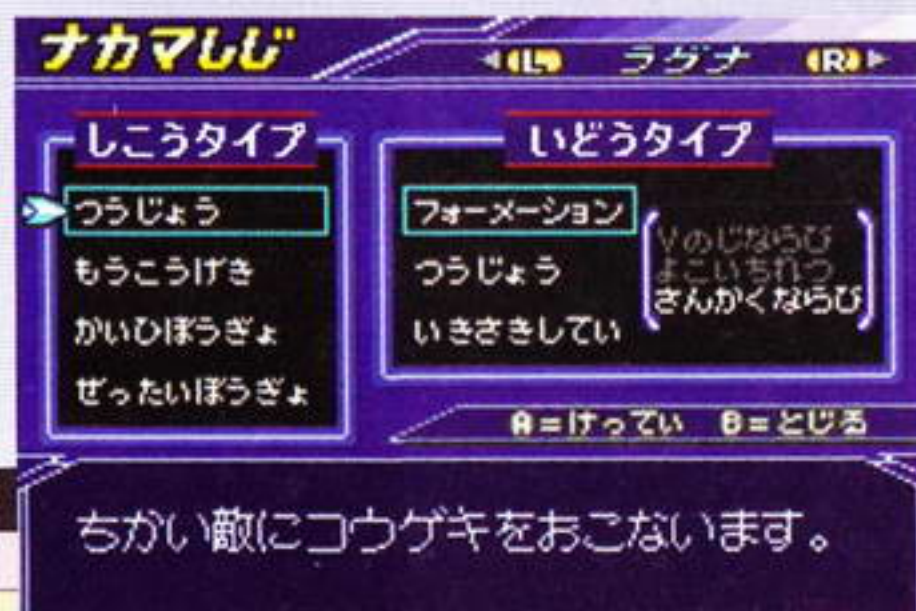 ナカマしじ
L ラグナ R
しこうタイプ
つうじょう
もうこうげき
かいひぼうぎょ
ぜったいぼうぎょ
いどうタイプ
フォーメーション
つうじょう
いきさきしてい
Vのじならび
よこいちれつ
さんかくならび
A=けってい B=とじる
ちかい敵にコウゲキをおこないます。